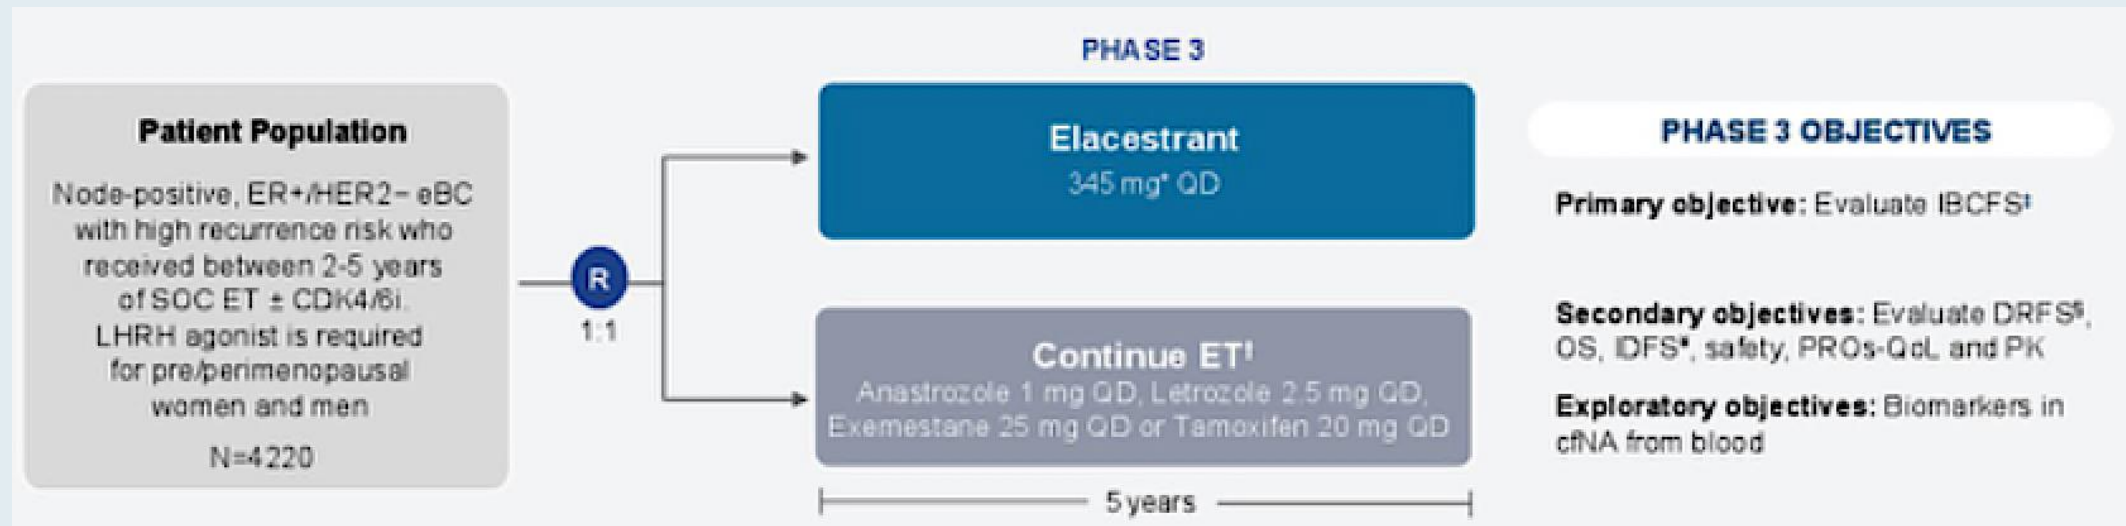 PHASE 3
Patient Population
Node-positive, ER+/HER2− eBC
with high recurrence risk who
received between 2-5 years
of SOC ET ± CDK4/6i.
LHRH agonist is required
for pre/perimenopausal
women and men
N=4220
R
1:1
Elacestrant
345 mg* QD
Continue ET†
Anastrozole 1 mg QD, Letrozole 2.5 mg QD,
Exemestane 25 mg QD or Tamoxifen 20 mg QD
5 years
PHASE 3 OBJECTIVES
Primary objective: Evaluate IBCFS‡
Secondary objectives: Evaluate DRFS§,
OS, IDFS*, safety, PROs-QoL and PK
Exploratory objectives: Biomarkers in
cfNA from blood